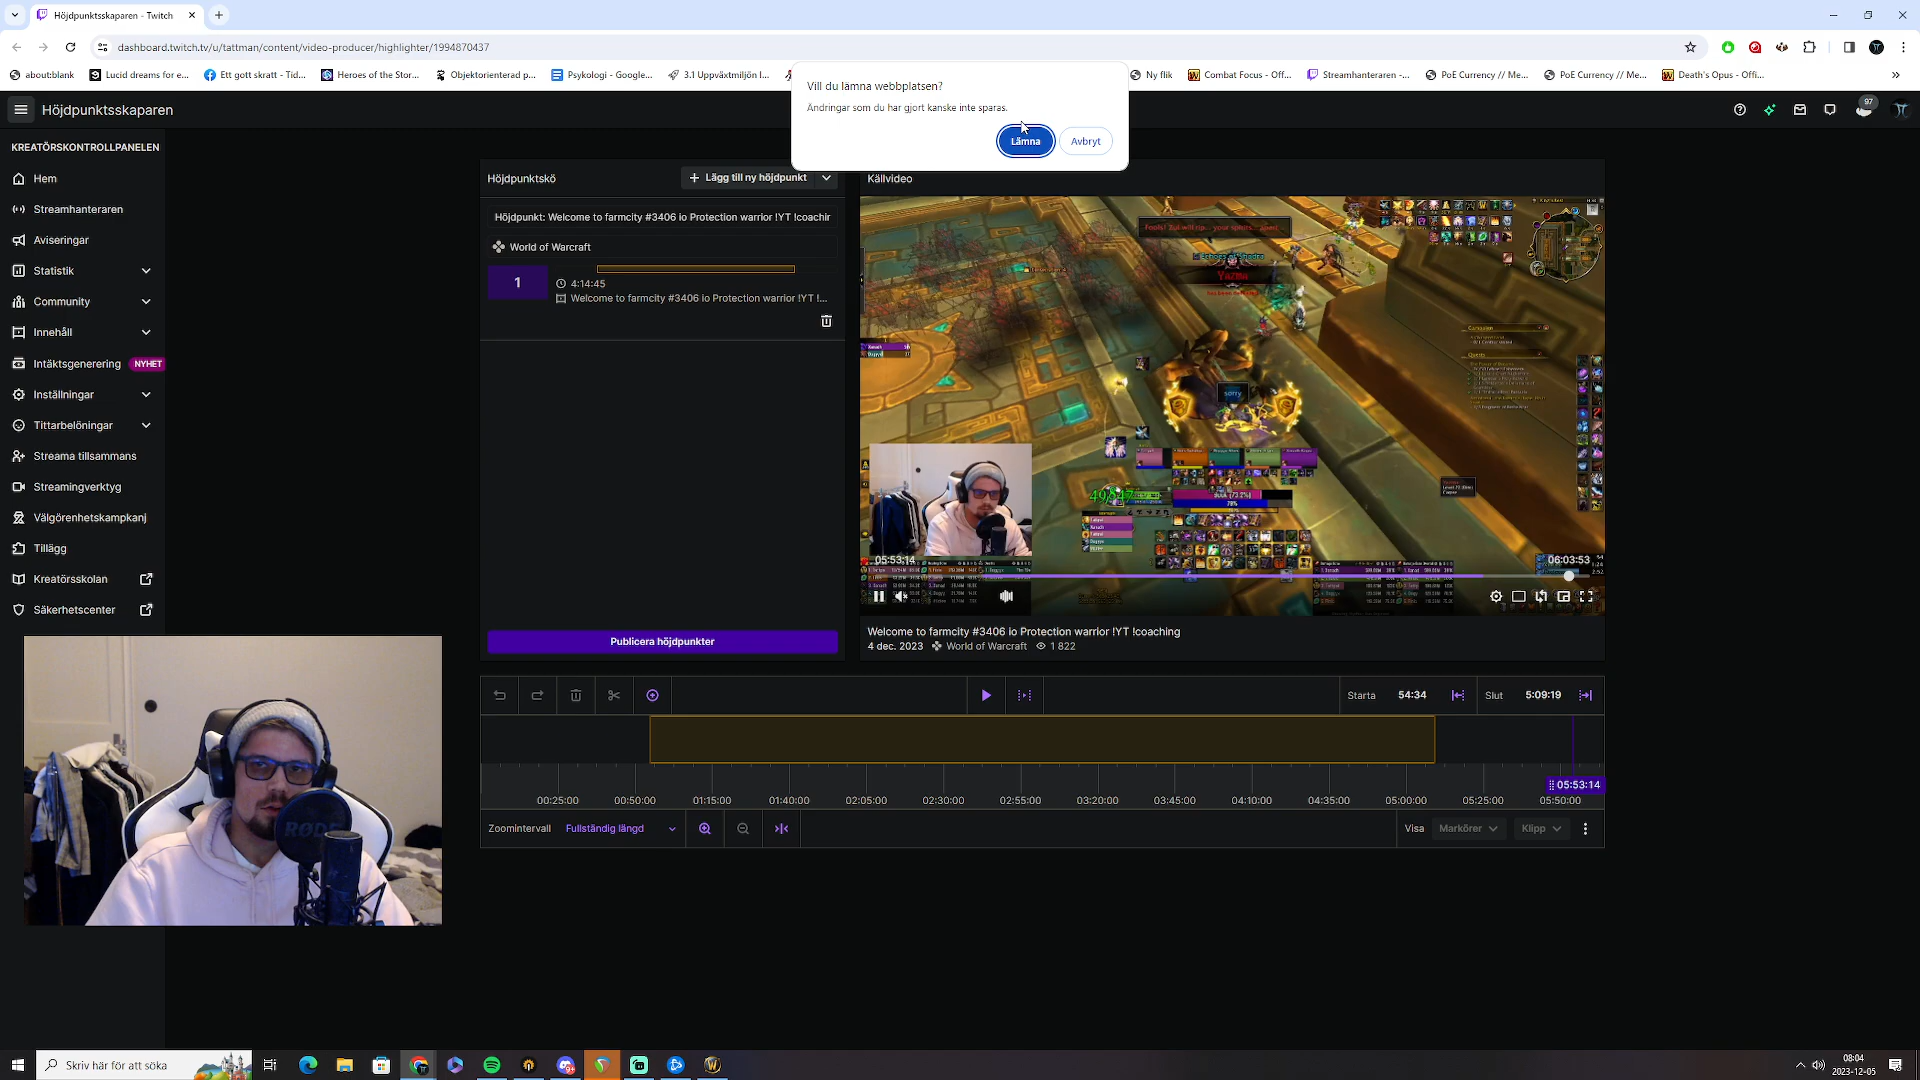 Höjdpunktsskaparen - Twitch
dashboard.twitch.tv/u/tattman/content/video-producer/highlighter/1994870437
about:blank
Lucid dreams for e...
Ett gott skratt - Tid...
Heroes of the Stor...
Objektorienterad p...
Psykologi - Google...
3.1 Uppväxtmiljön l...
Ny flik
Combat Focus - Off...
Streamhanteraren -...
PoE Currency // Me...
PoE Currency // Me...
Death's Opus - Offi...
Vill du lämna webbplatsen?
Ändringar som du har gjort kanske inte sparas.
Lämna
Avbryt
Höjdpunktsskaparen
97
KREATÖRSKONTROLLPANELEN
Hem
Streamhanteraren
Aviseringar
Statistik
Community
Innehåll
Intäktsgenerering
NYHET
Inställningar
Tittarbelöningar
Streama tillsammans
Streamingverktyg
Välgörenhetskampanj
Tillägg
Kreatörsskolan
Säkerhetscenter
Höjdpunktskö
Lägg till ny höjdpunkt
Höjdpunkt: Welcome to farmcity #3406 io Protection warrior !YT !coachir
World of Warcraft
1
4:14:45
Welcome to farmcity #3406 io Protection warrior !YT !...
Publicera höjdpunkter
Källvideo
Echoes of Shadra
Yazma
sorry
05:53:14
06:03:53
Welcome to farmcity #3406 io Protection warrior !YT !coaching
4 dec. 2023
World of Warcraft
1 822
Starta
54:34
Slut
5:09:19
05:53:14
00:25:00
00:50:00
01:15:00
01:40:00
02:05:00
02:30:00
02:55:00
03:20:00
03:45:00
04:10:00
04:35:00
05:00:00
05:25:00
05:50:00
Zoomintervall
Fullständig längd
Visa
Markörer
Klipp
RØDE
Skriv här för att söka
08:04
2023-12-05